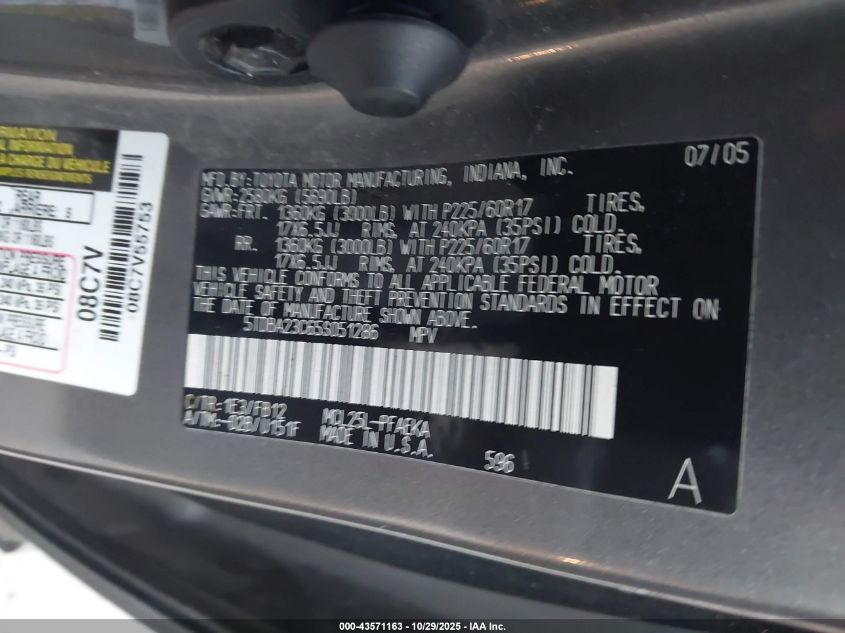 07/05
MFD. BY: TOYOTA MOTOR MANUFACTURING, INDIANA, INC.
GVWR-2580KG (5690LB)
GAWR-FRT. 1360KG (3000LB) WITH P225/60R17 TIRES,
17X6.5JJ RIMS, AT 240KPA (35PSI) COLD.
RR. 1360KG (3000LB) WITH P225/60R17 TIRES,
17X6.5JJ RIMS, AT 240KPA (35PSI) COLD.
THIS VEHICLE CONFORMS TO ALL APPLICABLE FEDERAL MOTOR
VEHICLE SAFETY AND THEFT PREVENTION STANDARDS IN EFFECT ON
THE DATE OF MANUFACTURE SHOWN ABOVE.
5TDBA23C65S051286 MPV
C/TR:1E3/FB12 MCL25L-PFAEKA
A/TM:-02B/U151F MADE IN U.S.A.
596
A
08C7V
08C7V55753
000-43571163 - 10/29/2025 - IAA Inc.